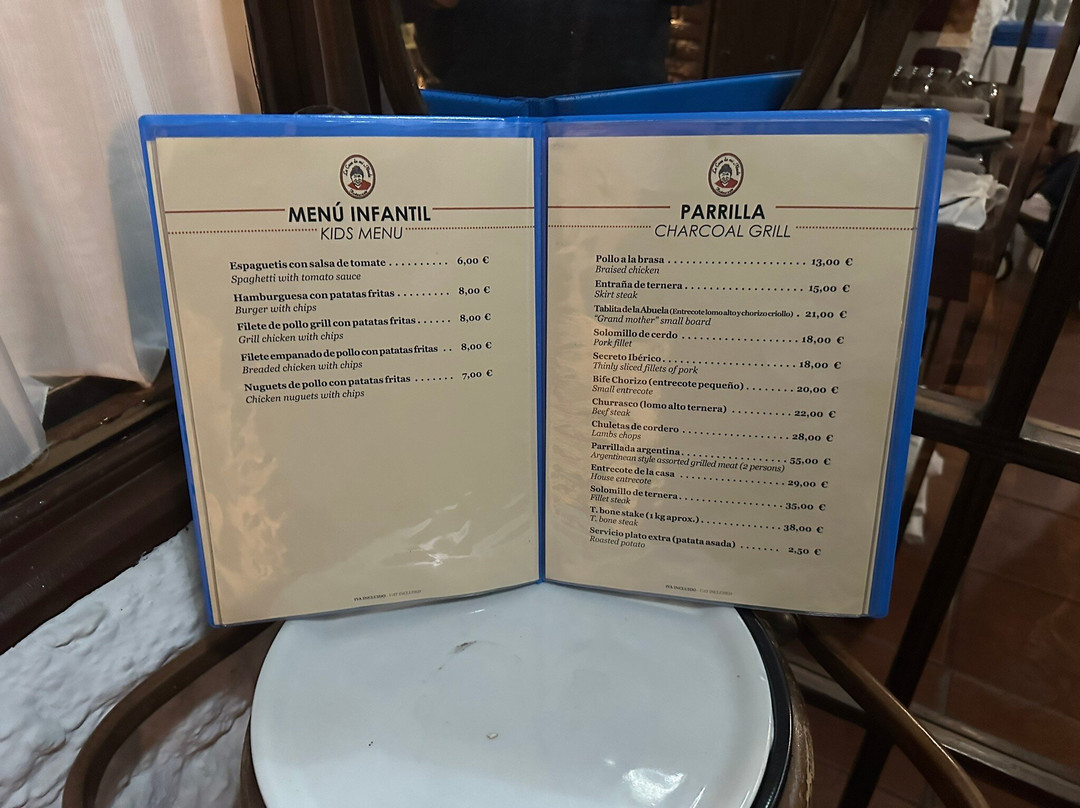 MENÚ INFANTIL
KIDS MENU
Espaguetis con salsa de tomate .......... 6,00 €
Spaghetti with tomato sauce
Hamburguesa con patatas fritas ......... 8,00 €
Burger with chips
Filete de pollo grill con patatas fritas ...... 8,00 €
Grill chicken with chips
Filete empanado de pollo con patatas fritas .. 8,00 €
Breaded chicken with chips
Nuguets de pollo con patatas fritas ....... 7,00 €
Chicken nuguets with chips
IVA INCLUIDO · VAT INCLUDED
PARRILLA
CHARCOAL GRILL
Pollo a la brasa ........................ 13,00 €
Braised chicken
Entraña de ternera ..................... 15,00 €
Skirt steak
Tablita de la Abuela (Entrecote lomo alto y chorizo criollo) . 21,00 €
"Grand mother" small board
Solomillo de cerdo ..................... 18,00 €
Pork fillet
Secreto Ibérico ........................ 18,00 €
Thinly sliced fillets of pork
Bife Chorizo (entrecote pequeño) ......... 20,00 €
Small entrecote
Churrasco (lomo alto ternera) ........... 22,00 €
Beef steak
Chuletas de cordero .................... 28,00 €
Lambs chops
Parrillada argentina .................... 55,00 €
Argentinean style assorted grilled meat (2 persons)
Entrecote de la casa .................... 29,00 €
House entrecote
Solomillo de ternera .................... 35,00 €
Fillet steak
T. bone stake (1 kg aprox.) ................ 38,00 €
T. bone steak
Servicio plato extra (patata asada) ....... 2,50 €
Roasted potato
IVA INCLUIDO · VAT INCLUDED